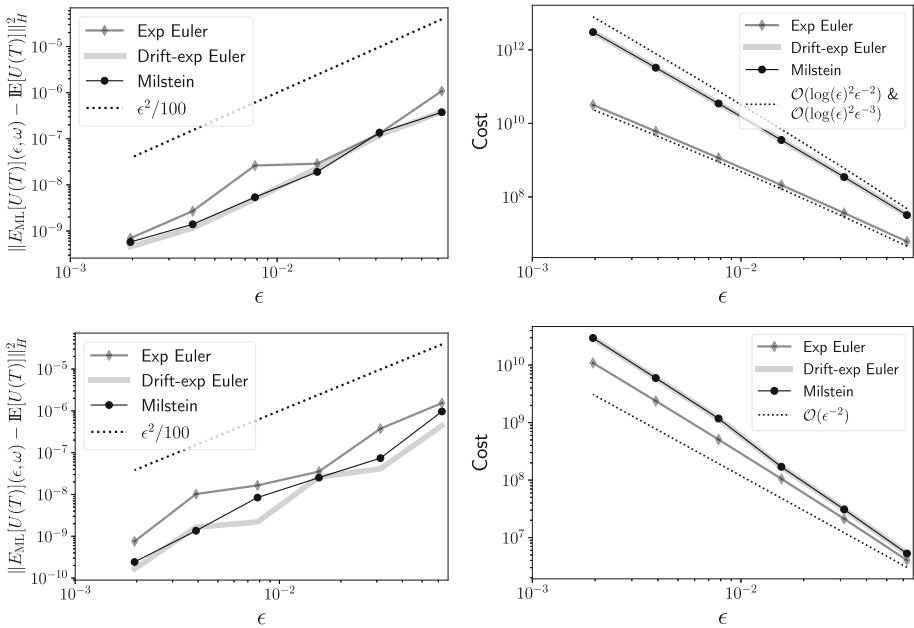 ||E_ML[U(T)](ϵ, ω) − 𝔼[U(T)]||²_H
10⁻⁵
10⁻⁶
10⁻⁷
10⁻⁸
10⁻⁹
Exp Euler
Drift-exp Euler
Milstein
ϵ²/100
10⁻³
10⁻²
ϵ
Cost
10¹²
10¹⁰
10⁸
Exp Euler
Drift-exp Euler
Milstein
𝒪(log(ϵ)²ϵ⁻²) &
𝒪(log(ϵ)²ϵ⁻³)
10⁻³
10⁻²
ϵ
||E_ML[U(T)](ϵ, ω) − 𝔼[U(T)]||²_H
10⁻⁵
10⁻⁶
10⁻⁷
10⁻⁸
10⁻⁹
10⁻¹⁰
Exp Euler
Drift-exp Euler
Milstein
ϵ²/100
10⁻³
10⁻²
ϵ
Cost
10¹⁰
10⁹
10⁸
10⁷
Exp Euler
Drift-exp Euler
Milstein
𝒪(ϵ⁻²)
10⁻³
10⁻²
ϵ